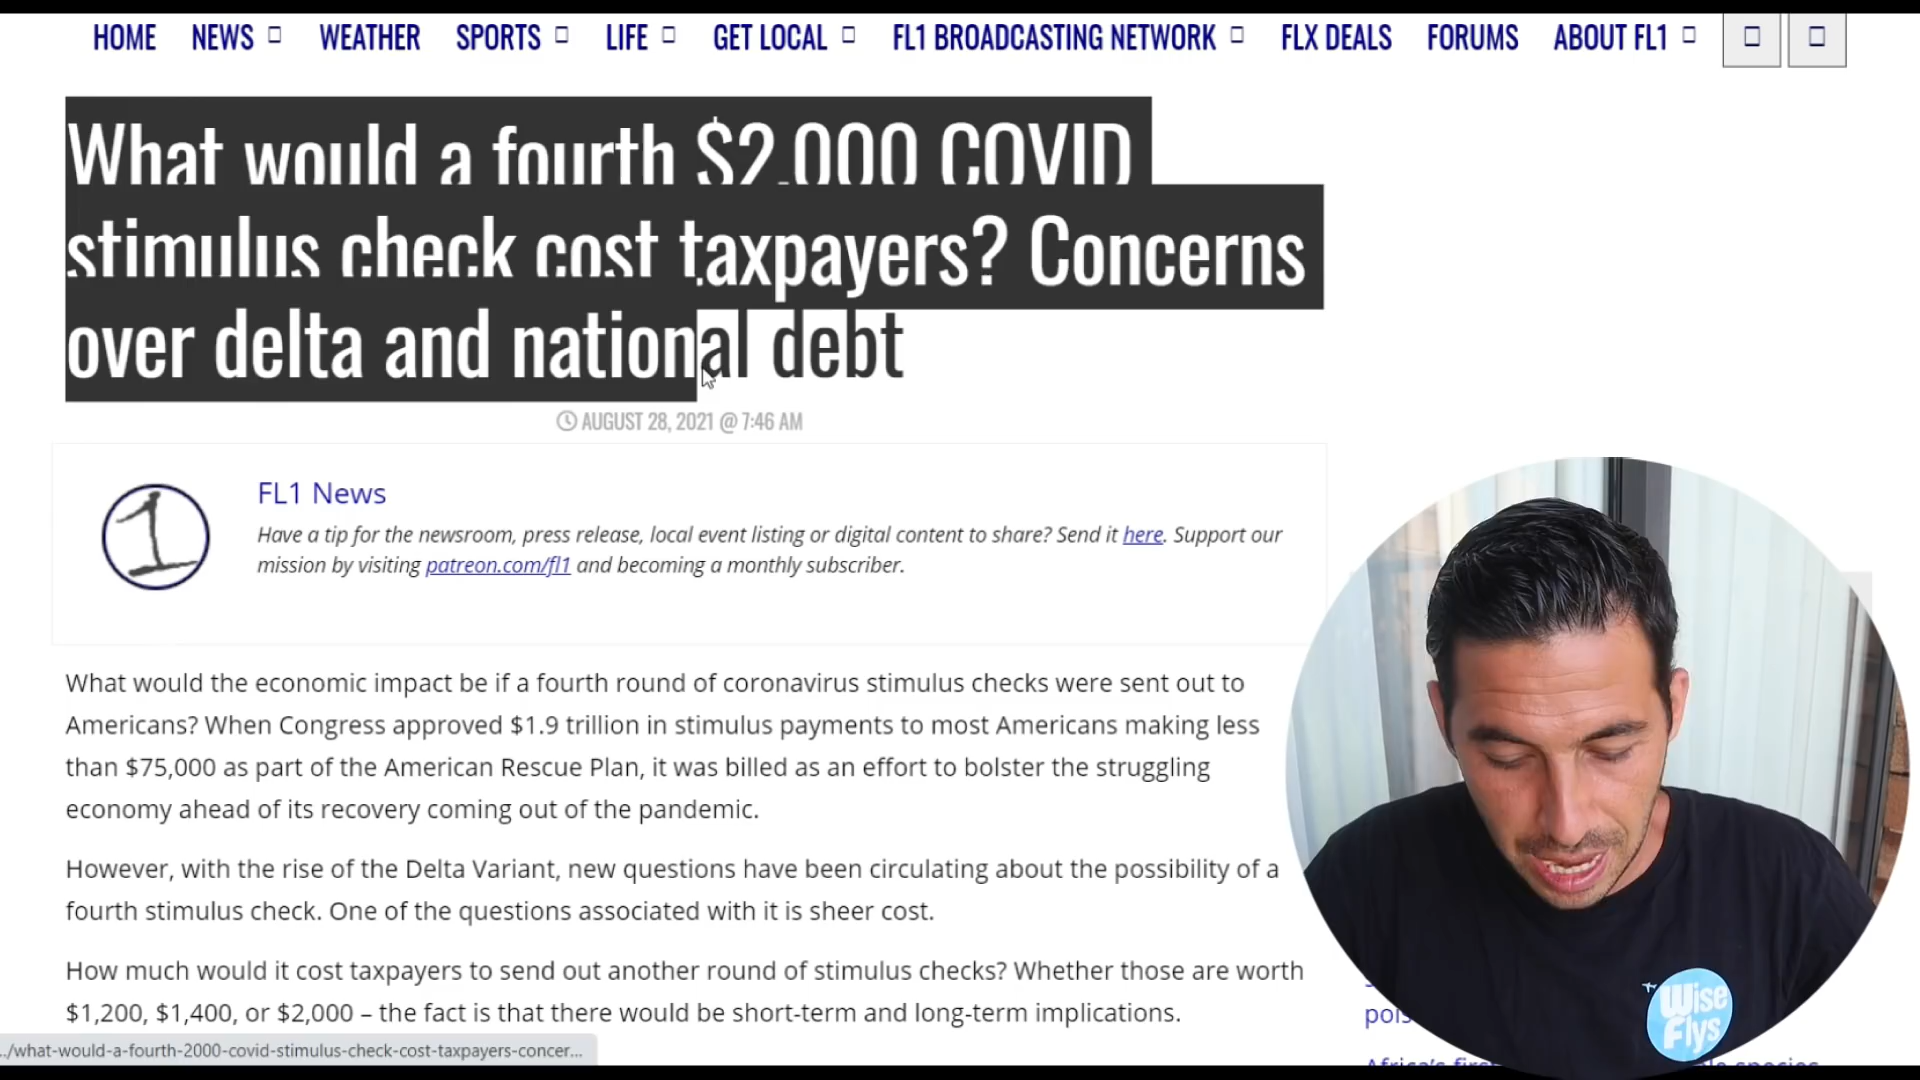 HOME NEWS WEATHER SPORTS LIFE GET LOCAL FL1 BROADCASTING NETWORK FLX DEALS FORUMS ABOUT FL1
What would a fourth $2,000 COVID
stimulus check cost taxpayers? Concerns
over delta and national debt
AUGUST 28, 2021 @ 7:46 AM
1
FL1 News
Have a tip for the newsroom, press release, local event listing or digital content to share? Send it here. Support our
mission by visiting patreon.com/fl1 and becoming a monthly subscriber.
What would the economic impact be if a fourth round of coronavirus stimulus checks were sent out to
Americans? When Congress approved $1.9 trillion in stimulus payments to most Americans making less
than $75,000 as part of the American Rescue Plan, it was billed as an effort to bolster the struggling
economy ahead of its recovery coming out of the pandemic.
However, with the rise of the Delta Variant, new questions have been circulating about the possibility of a
fourth stimulus check. One of the questions associated with it is sheer cost.
How much would it cost taxpayers to send out another round of stimulus checks? Whether those are worth
$1,200, $1,400, or $2,000 – the fact is that there would be short-term and long-term implications.
Wise
Flys
../what-would-a-fourth-2000-covid-stimulus-check-cost-taxpayers-concer...